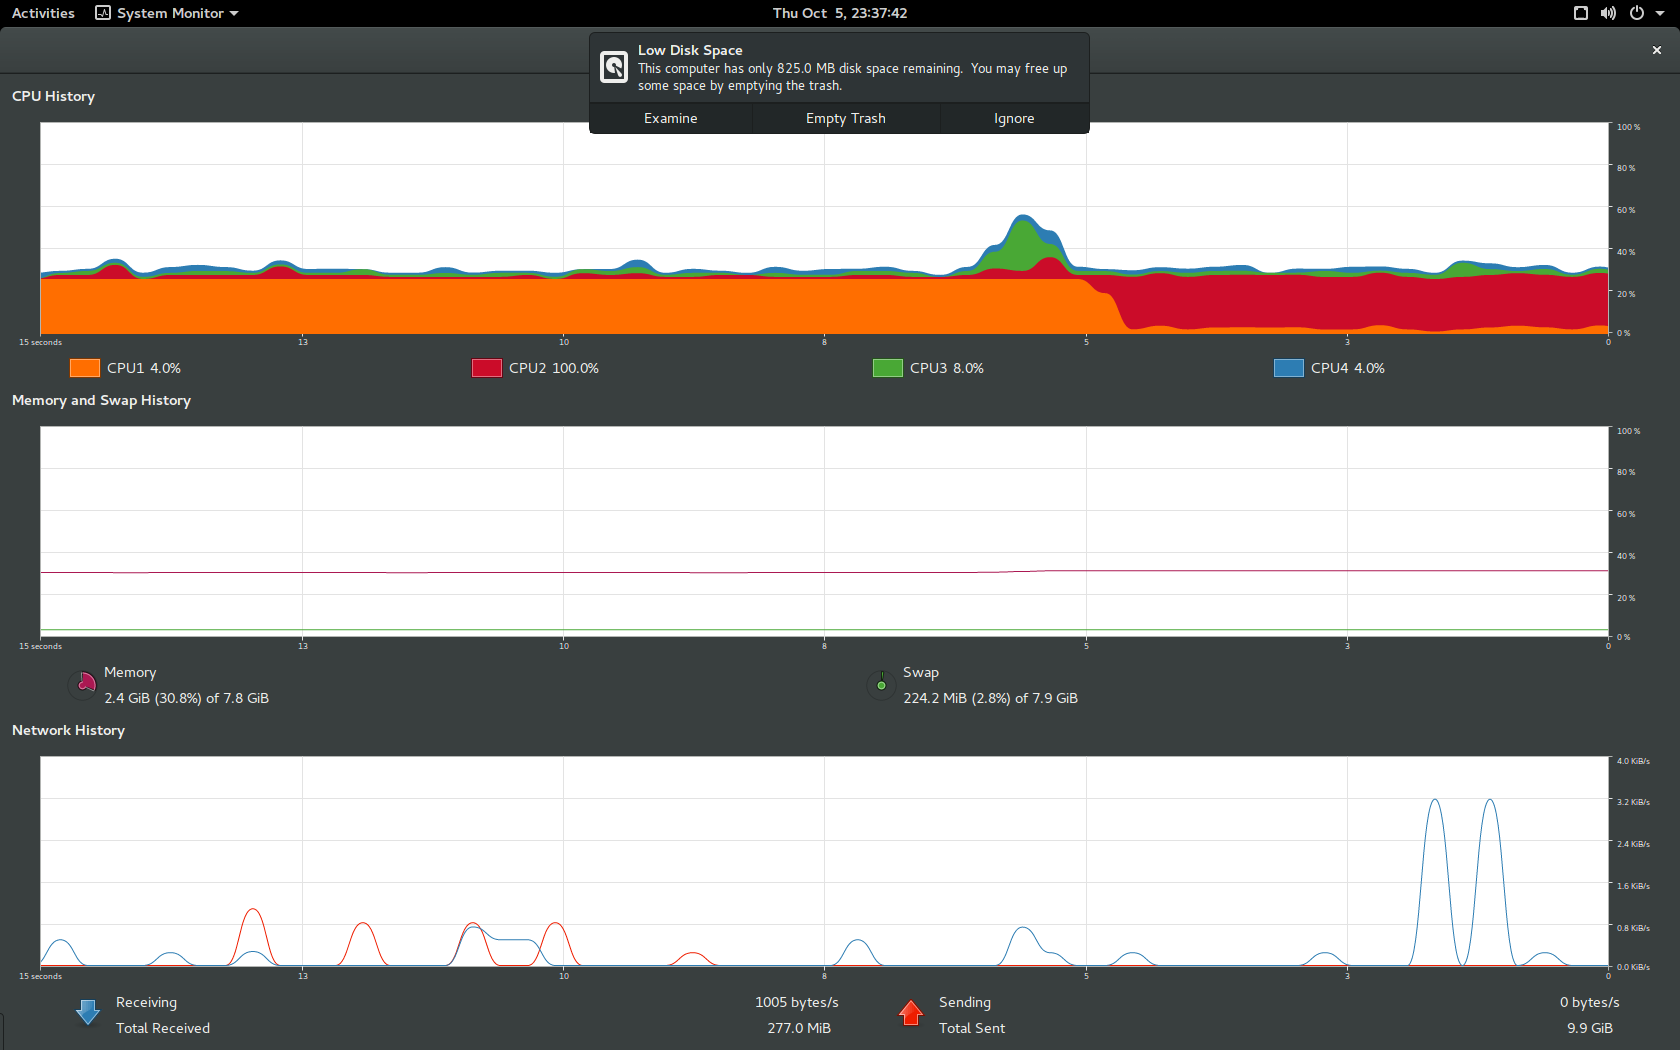 Activities System Monitor Thu Oct 5, 23:37:42
Low Disk Space
This computer has only 825.0 MB disk space remaining. You may free up
some space by emptying the trash.
Examine Empty Trash Ignore
CPU History
100 %
80 %
60 %
40 %
20 %
0 %
15 seconds 13 10 8 5 3 0
CPU1 4.0% CPU2 100.0% CPU3 8.0% CPU4 4.0%
Memory and Swap History
100 %
80 %
60 %
40 %
20 %
0 %
15 seconds 13 10 8 5 3 0
Memory
2.4 GiB (30.8%) of 7.8 GiB
Swap
224.2 MiB (2.8%) of 7.9 GiB
Network History
4.0 KiB/s
3.2 KiB/s
2.4 KiB/s
1.6 KiB/s
0.8 KiB/s
0.0 KiB/s
15 seconds 13 10 8 5 3 0
Receiving 1005 bytes/s
Total Received 277.0 MiB
Sending 0 bytes/s
Total Sent 9.9 GiB